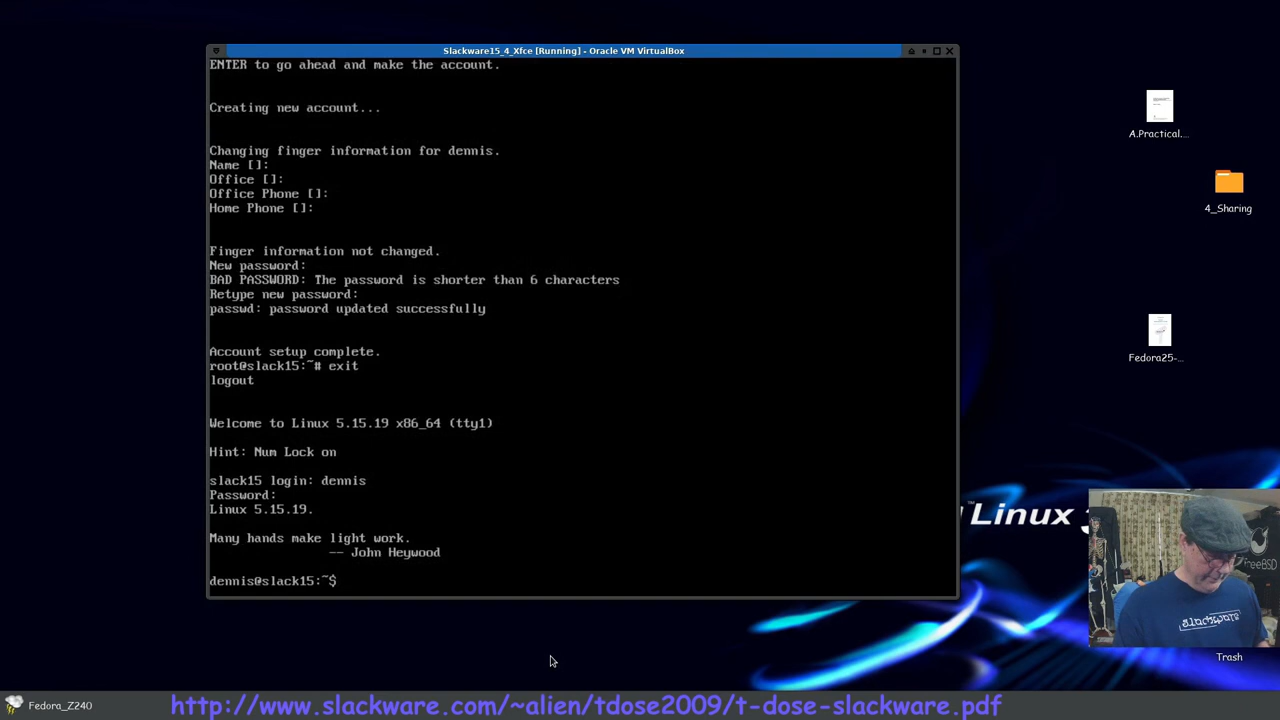 Slackware15_4_Xfce [Running] - Oracle VM VirtualBox
ENTER to go ahead and make the account.
Creating new account...
Changing finger information for dennis.
Name []:
Office []:
Office Phone []:
Home Phone []:
Finger information not changed.
New password:
BAD PASSWORD: The password is shorter than 6 characters
Retype new password:
passwd: password updated successfully
Account setup complete.
root@slack15:~# exit
logout
Welcome to Linux 5.15.19 x86_64 (tty1)
Hint: Num Lock on
slack15 login: dennis
Password:
Linux 5.15.19.
Many hands make light work.
-- John Heywood
dennis@slack15:~$
A.Practical....
4_Sharing
Fedora25-...
Linux
FreeBSD
slackware
Trash
Fedora_Z240
http://www.slackware.com/~alien/tdose2009/t-dose-slackware.pdf